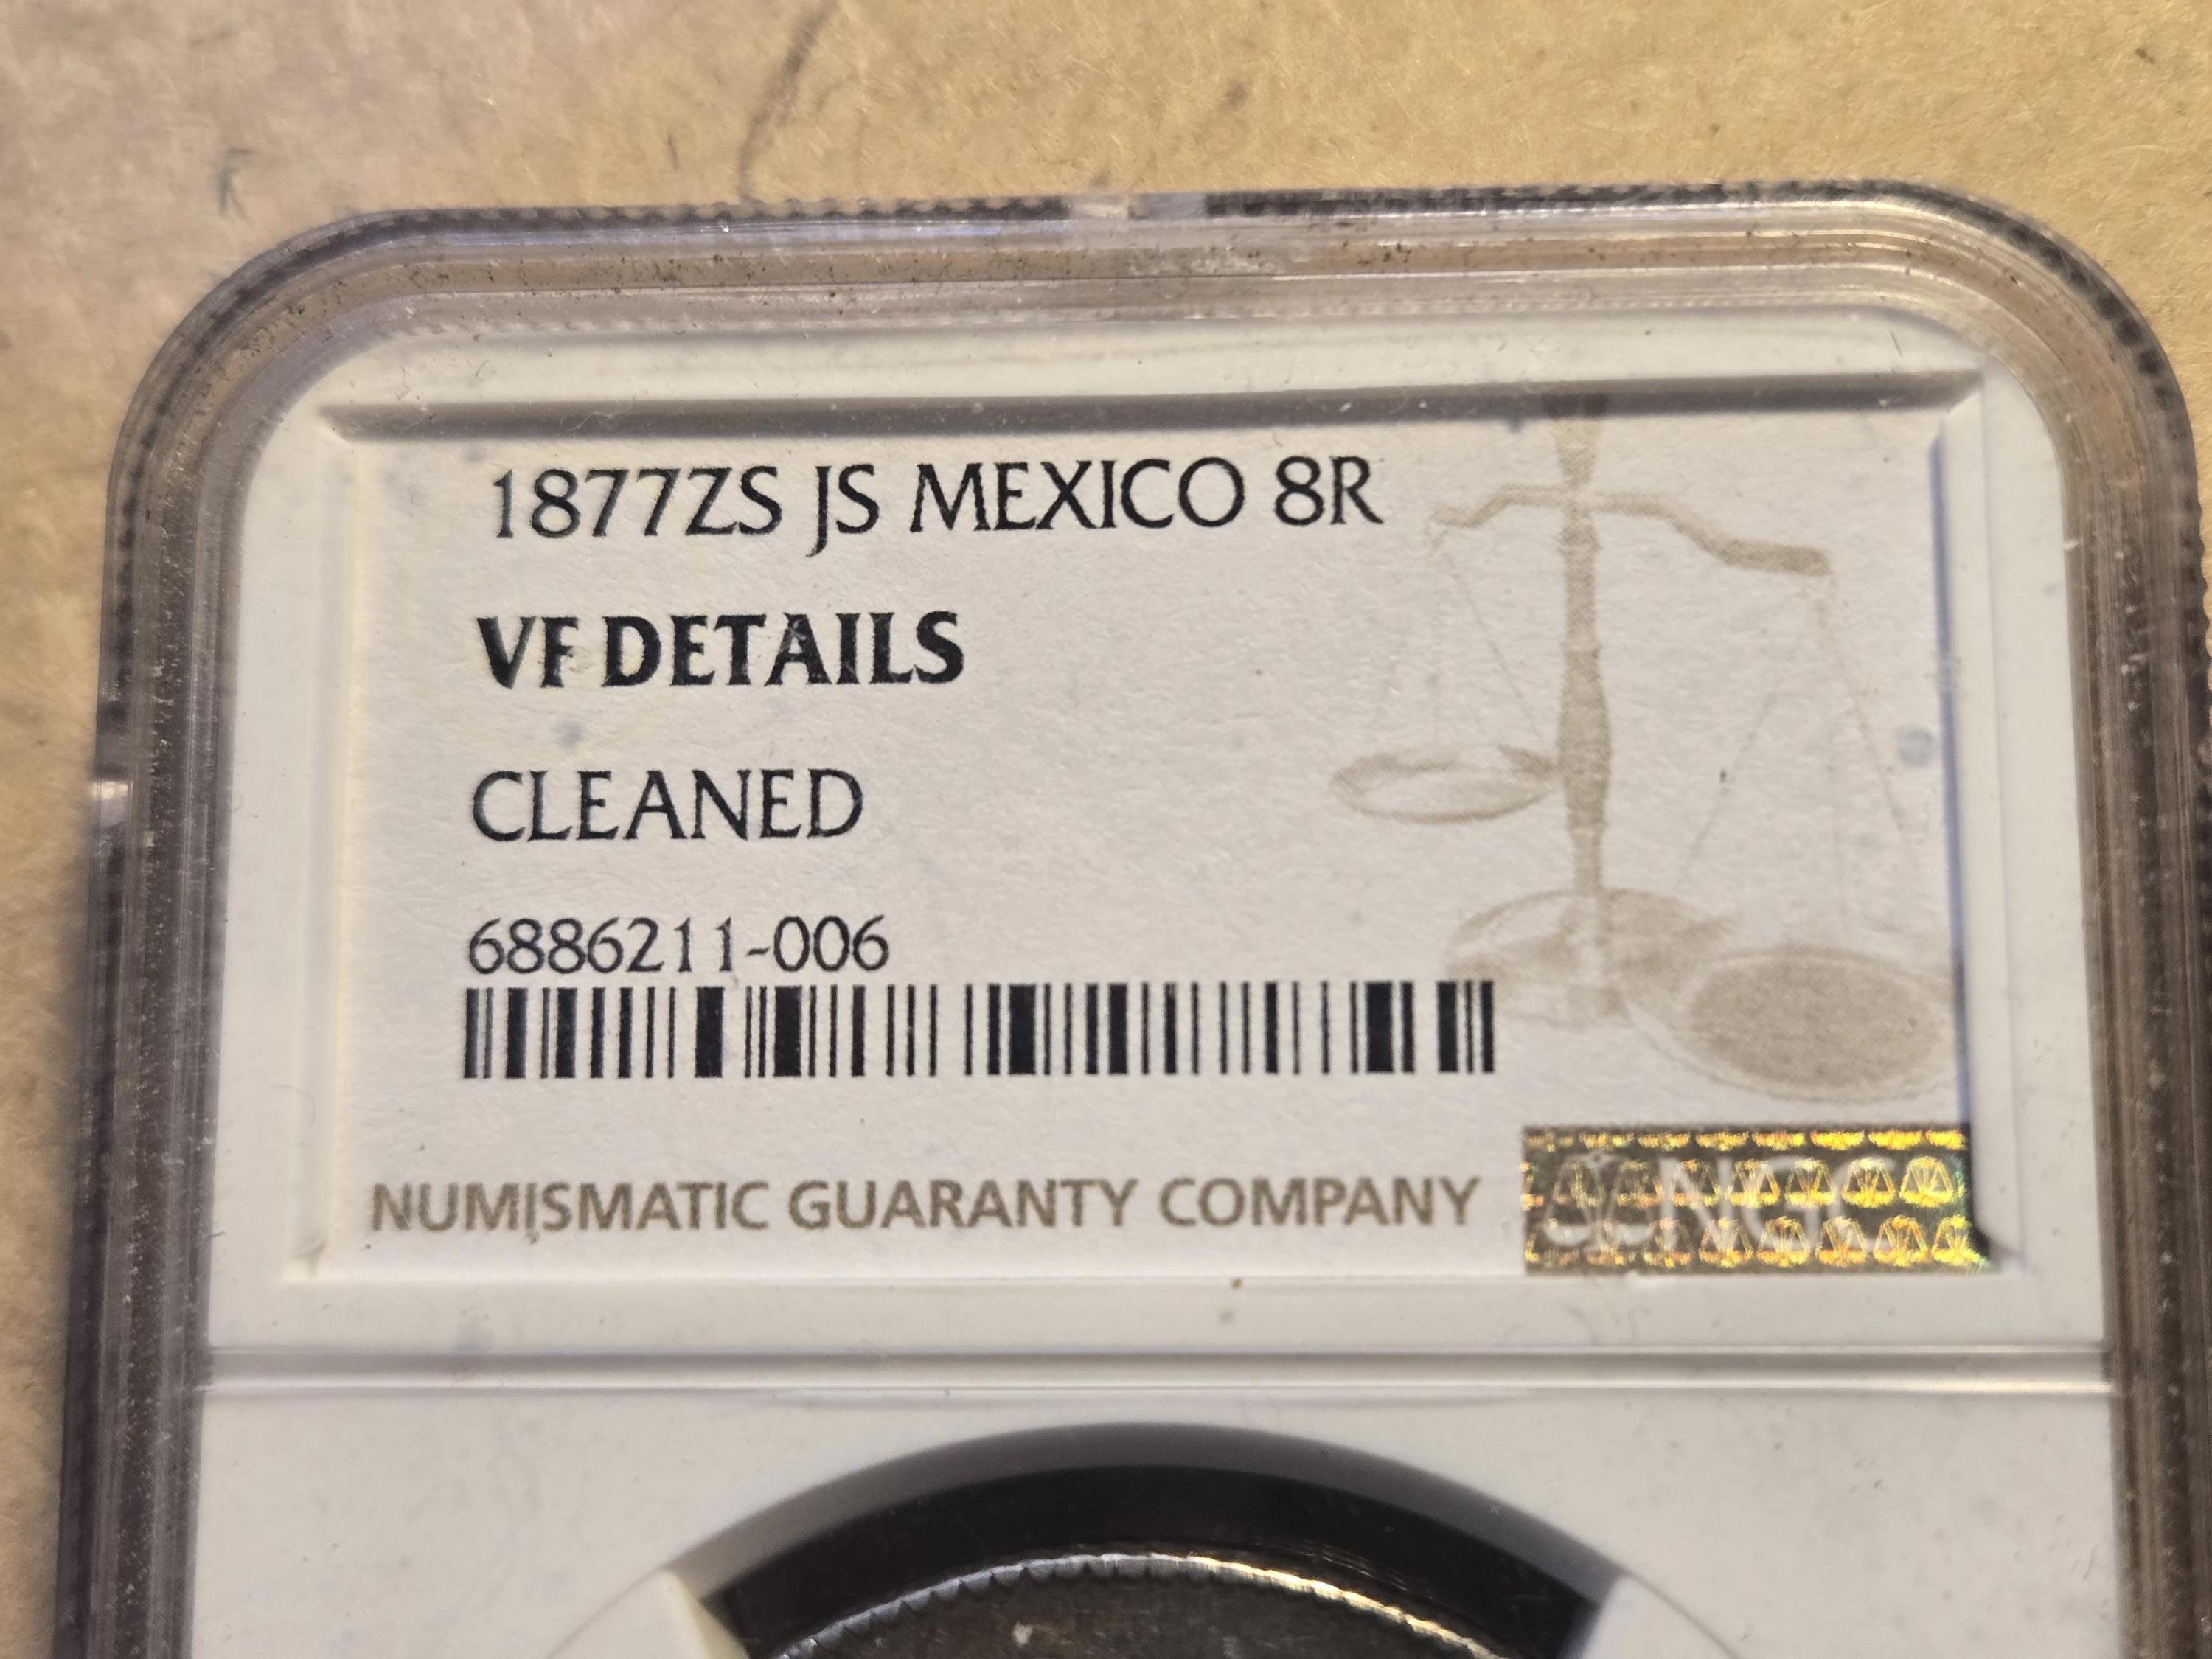 1877ZS JS MEXICO 8R
VF DETAILS
CLEANED
6886211-006
NUMISMATIC GUARANTY COMPANY
NGC